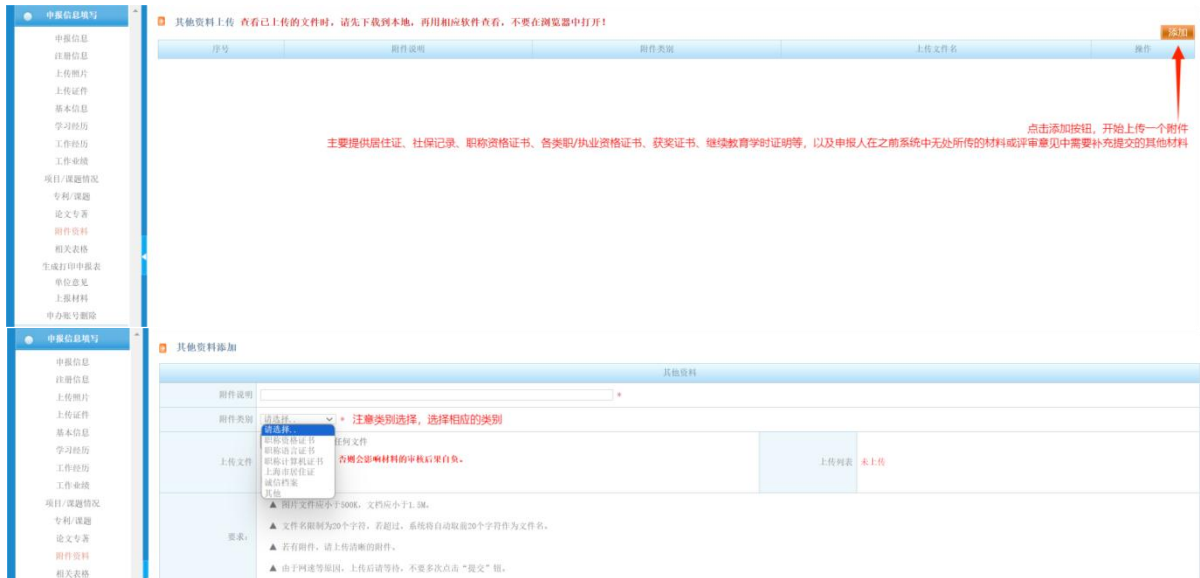 申报信息填写
申报信息
注册信息
上传照片
上传证件
基本信息
学习经历
工作经历
工作业绩
项目/课题情况
专利/课题
论文专著
附件资料
相关表格
生成打印申报表
单位意见
上报材料
申办账号删除
其他资料上传 查看已上传的文件时，请先下载到本地，再用相应软件查看，不要在浏览器中打开！
添加
序号 附件说明 附件类别 上传文件名 操作
点击添加按钮，开始上传一个附件
主要提供居住证、社保记录、职称资格证书、各类职/执业资格证书、获奖证书、继续教育学时证明等，以及申报人在之前系统中无处所传的材料或评审意见中需要补充提交的其他材料
申报信息填写
申报信息
注册信息
上传照片
上传证件
基本信息
学习经历
工作经历
工作业绩
项目/课题情况
专利/课题
论文专著
附件资料
相关表格
其他资料添加
其他资料
附件说明 *
附件类别 请选择.. * 注意类别选择，选择相应的类别
请选择..
职称资格证书
职称语言证书
职称计算机证书
上海市居住证
诚信档案
其他
上传文件 任何文件
否则会影响材料的审核后果自负。
上传列表 未上传
要求：
▲ 图片文件应小于500K，文档应小于1.5M。
▲ 文件名限制为20个字符，若超过，系统将自动取前20个字符作为文件名。
▲ 若有附件，请上传清晰的附件。
▲ 由于网速等原因，上传后请等待，不要多次点击“提交”钮。